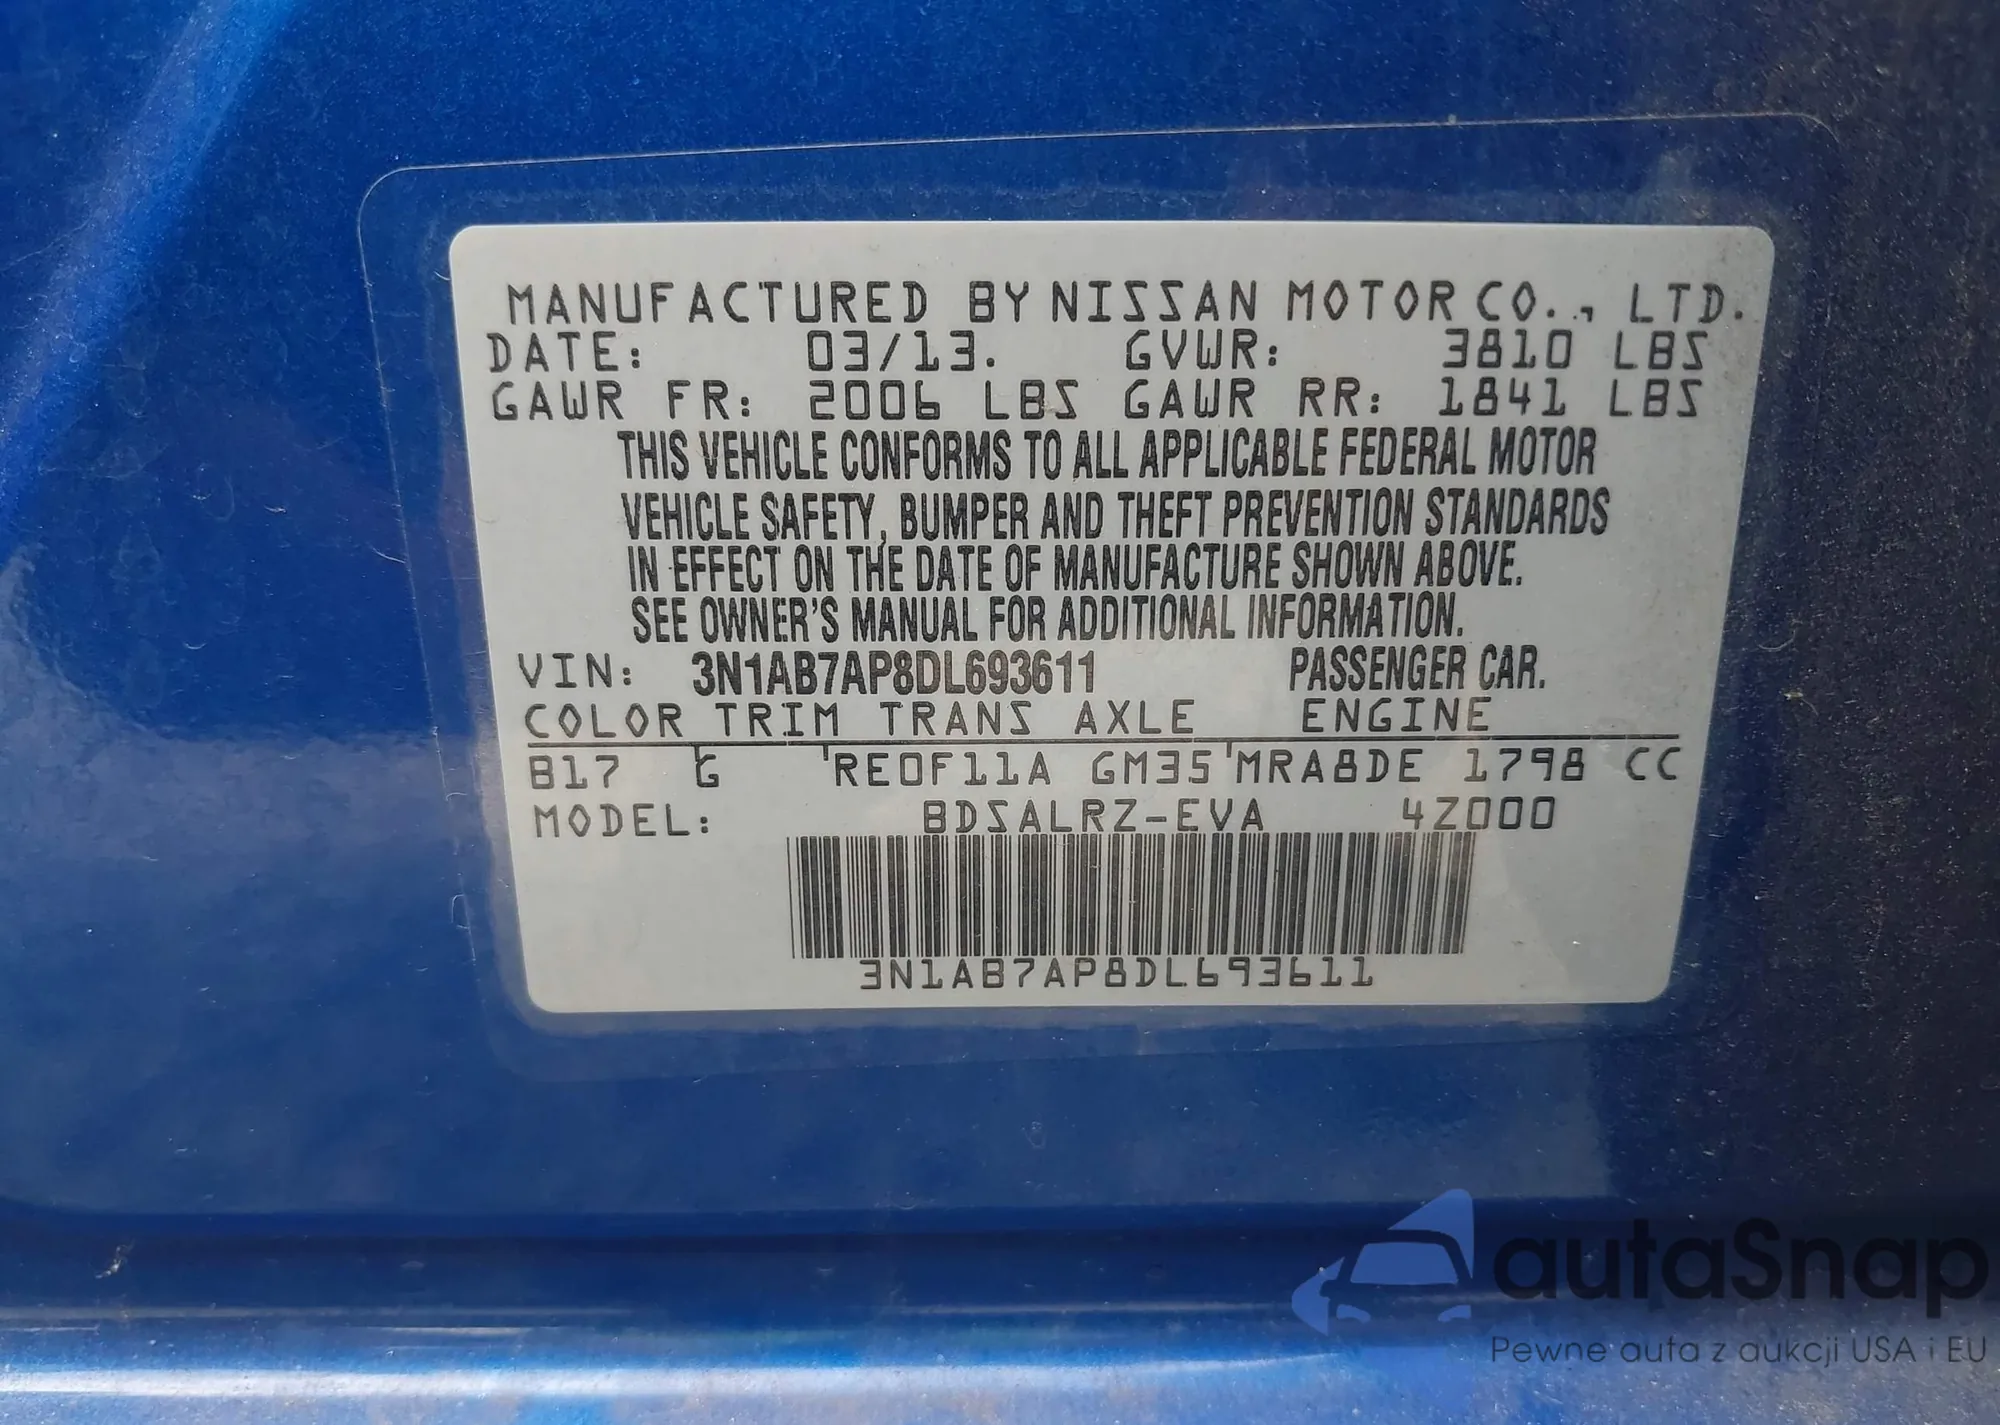 MANUFACTURED BY NISSAN MOTOR CO., LTD.
DATE: 03/13. GVWR: 3810 LBS
GAWR FR: 2006 LBS GAWR RR: 1841 LBS
THIS VEHICLE CONFORMS TO ALL APPLICABLE FEDERAL MOTOR
VEHICLE SAFETY, BUMPER AND THEFT PREVENTION STANDARDS
IN EFFECT ON THE DATE OF MANUFACTURE SHOWN ABOVE.
SEE OWNER'S MANUAL FOR ADDITIONAL INFORMATION.
VIN: 3N1AB7AP8DL693611 PASSENGER CAR.
COLOR TRIM TRANS AXLE ENGINE
B17 G RE0F11A GM35 MRA8DE 1798 CC
MODEL: BDSALRZ-EVA 4Z000
3N1AB7AP8DL693611
autaSnap
Pewne auta z aukcji USA i EU